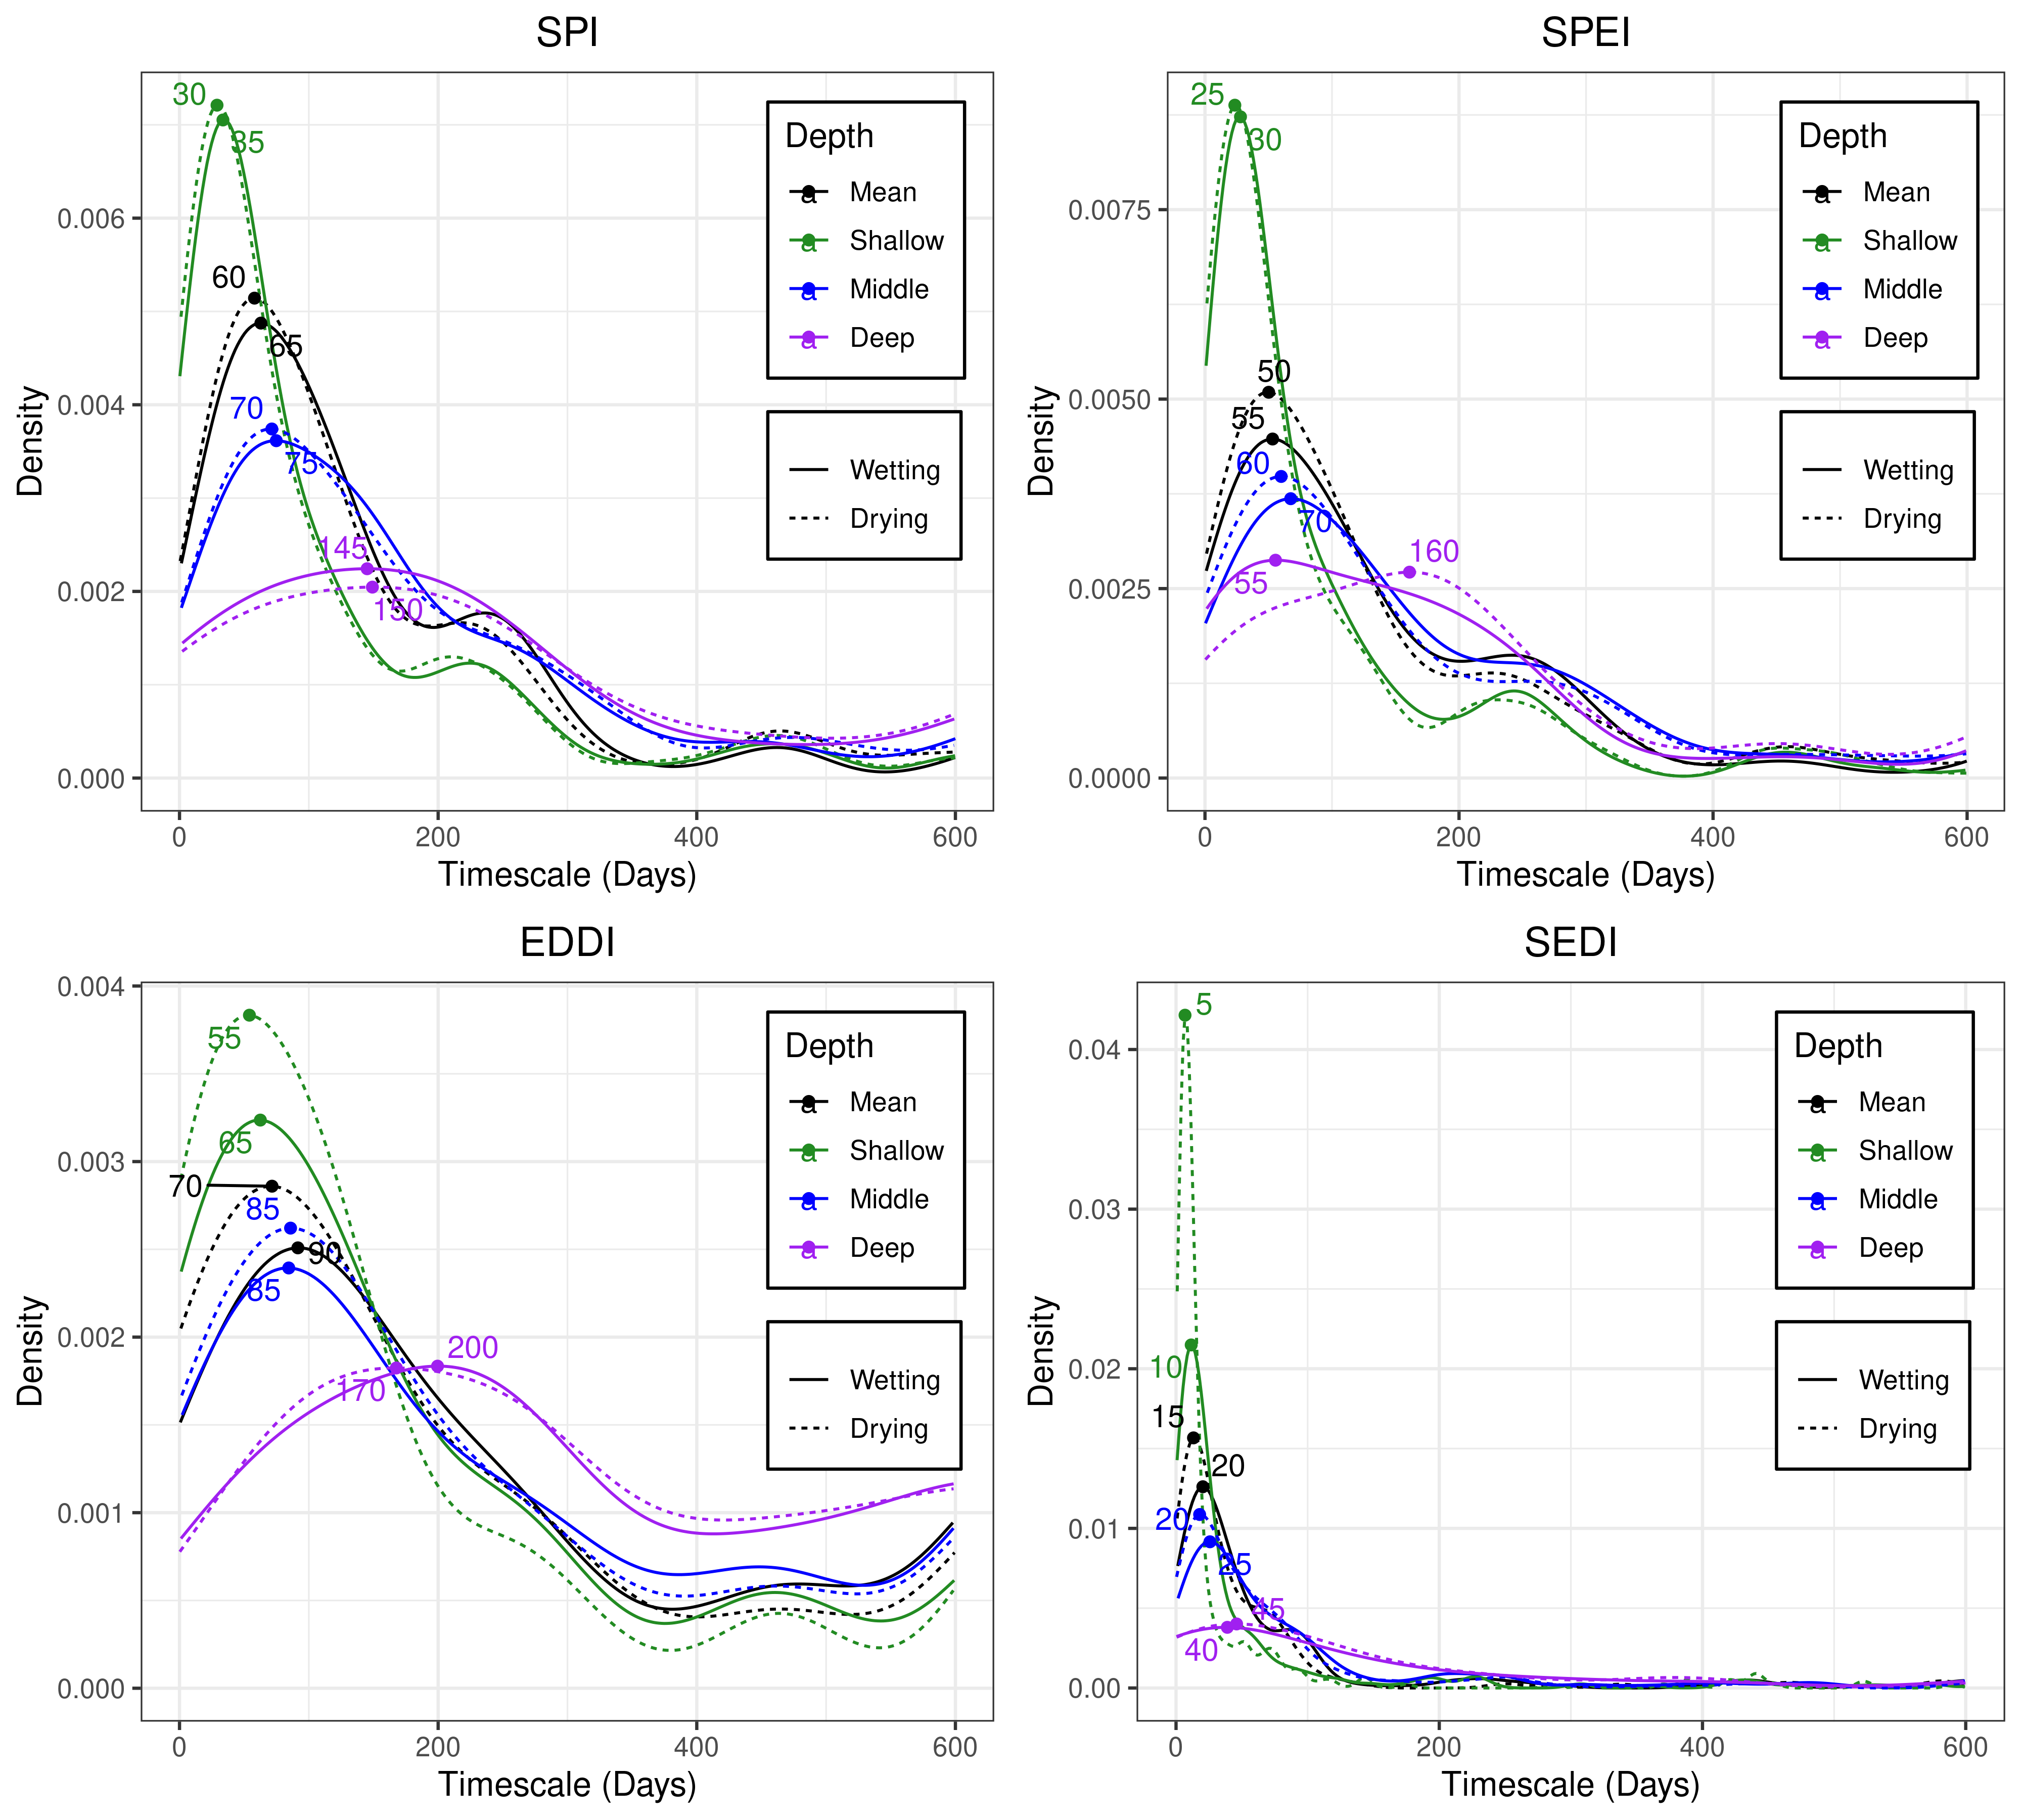 SPI
Density
0.006
0.004
0.002
0.000
0
200
400
600
Timescale (Days)
30
35
60
65
70
75
145
150
Depth
a Mean
a Shallow
a Middle
a Deep
Wetting
Drying
SPEI
Density
0.0075
0.0050
0.0025
0.0000
0
200
400
600
Timescale (Days)
25
30
50
55
60
70
55
160
Depth
a Mean
a Shallow
a Middle
a Deep
Wetting
Drying
EDDI
Density
0.004
0.003
0.002
0.001
0.000
0
200
400
600
Timescale (Days)
55
65
70
85
90
85
200
170
Depth
a Mean
a Shallow
a Middle
a Deep
Wetting
Drying
SEDI
Density
0.04
0.03
0.02
0.01
0.00
0
200
400
600
Timescale (Days)
5
10
15
20
20
25
45
40
Depth
a Mean
a Shallow
a Middle
a Deep
Wetting
Drying